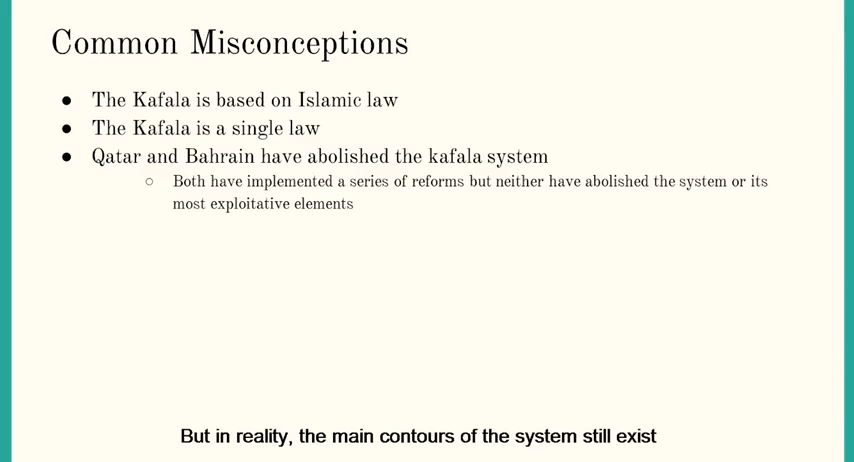 Common Misconceptions
● The Kafala is based on Islamic law
● The Kafala is a single law
● Qatar and Bahrain have abolished the kafala system
○ Both have implemented a series of reforms but neither have abolished the system or its
most exploitative elements
But in reality, the main contours of the system still exist